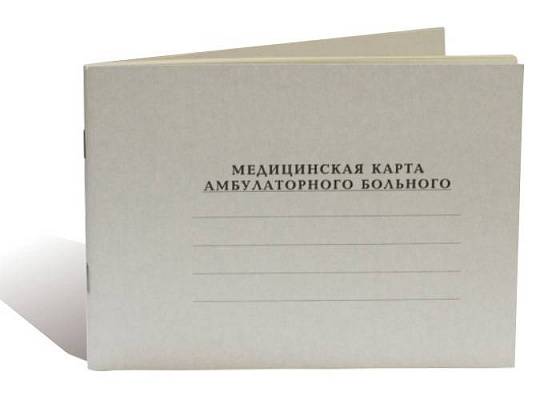 МЕДИЦИНСКАЯ КАРТА
АМБУЛАТОРНОГО БОЛЬНОГО